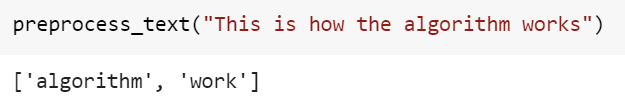 preprocess_text("This is how the algorithm works")
['algorithm', 'work']